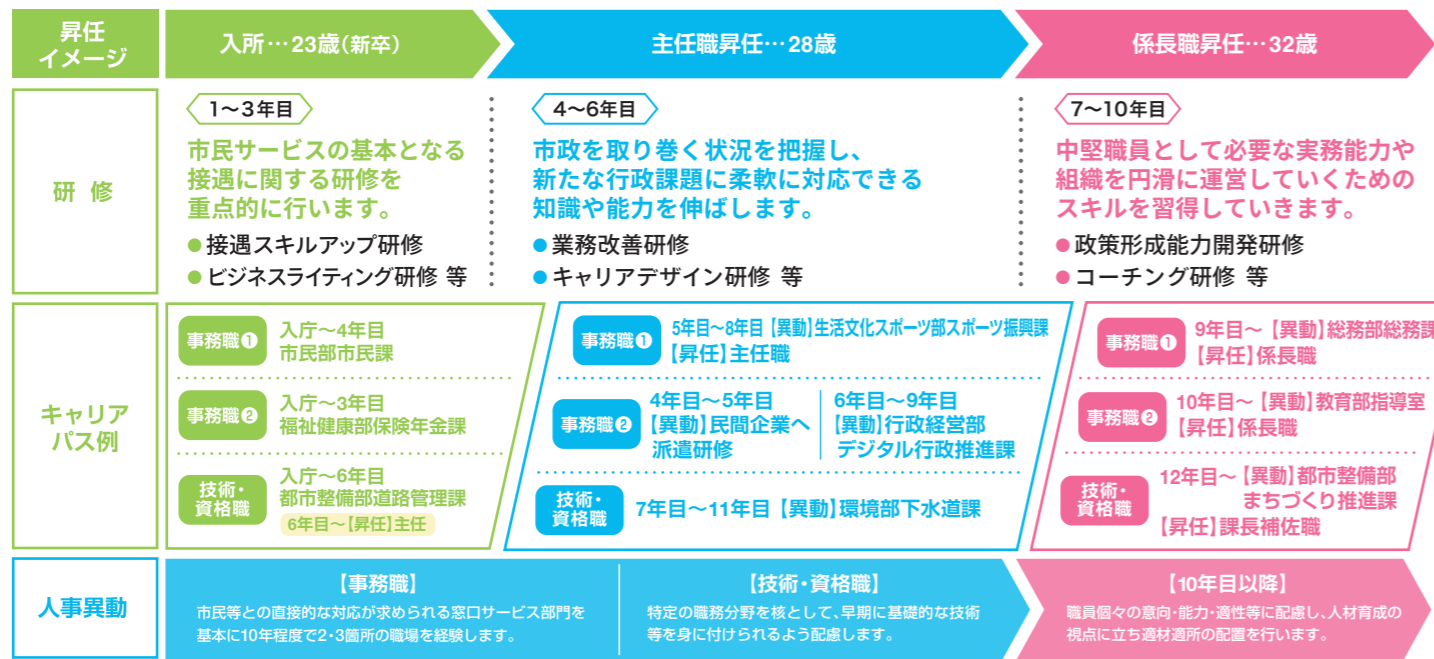 昇任
イメージ
入所…23歳(新卒)
主任職昇任…28歳
係長職昇任…32歳
研 修
1〜3年目
市民サービスの基本となる
接遇に関する研修を
重点的に行います。
●接遇スキルアップ研修
●ビジネスライティング研修 等
4〜6年目
市政を取り巻く状況を把握し、
新たな行政課題に柔軟に対応できる
知識や能力を伸ばします。
●業務改善研修
●キャリアデザイン研修 等
7〜10年目
中堅職員として必要な実務能力や
組織を円滑に運営していくための
スキルを習得していきます。
●政策形成能力開発研修
●コーチング研修 等
キャリア
パス例
事務職❶
入庁〜4年目
市民部市民課
事務職❷
入庁〜3年目
福祉健康部保険年金課
技術・
資格職
入庁〜6年目
都市整備部道路管理課
6年目〜【昇任】主任
事務職❶
5年目〜8年目【異動】生活文化スポーツ部スポーツ振興課
【昇任】主任職
事務職❷
4年目〜5年目
【異動】民間企業へ
派遣研修
6年目〜9年目
【異動】行政経営部
デジタル行政推進課
技術・
資格職
7年目〜11年目【異動】環境部下水道課
事務職❶
9年目〜【異動】総務部総務課
【昇任】係長職
事務職❷
10年目〜【異動】教育部指導室
【昇任】係長職
技術・
資格職
12年目〜【異動】都市整備部
まちづくり推進課
【昇任】課長補佐職
人事異動
【事務職】
市民等との直接的な対応が求められる窓口サービス部門を
基本に10年程度で2・3箇所の職場を経験します。
【技術・資格職】
特定の職務分野を核として、早期に基礎的な技術
等を身に付けられるよう配慮します。
【10年目以降】
職員個々の意向・能力・適性等に配慮し、人材育成の
視点に立ち適材適所の配置を行います。